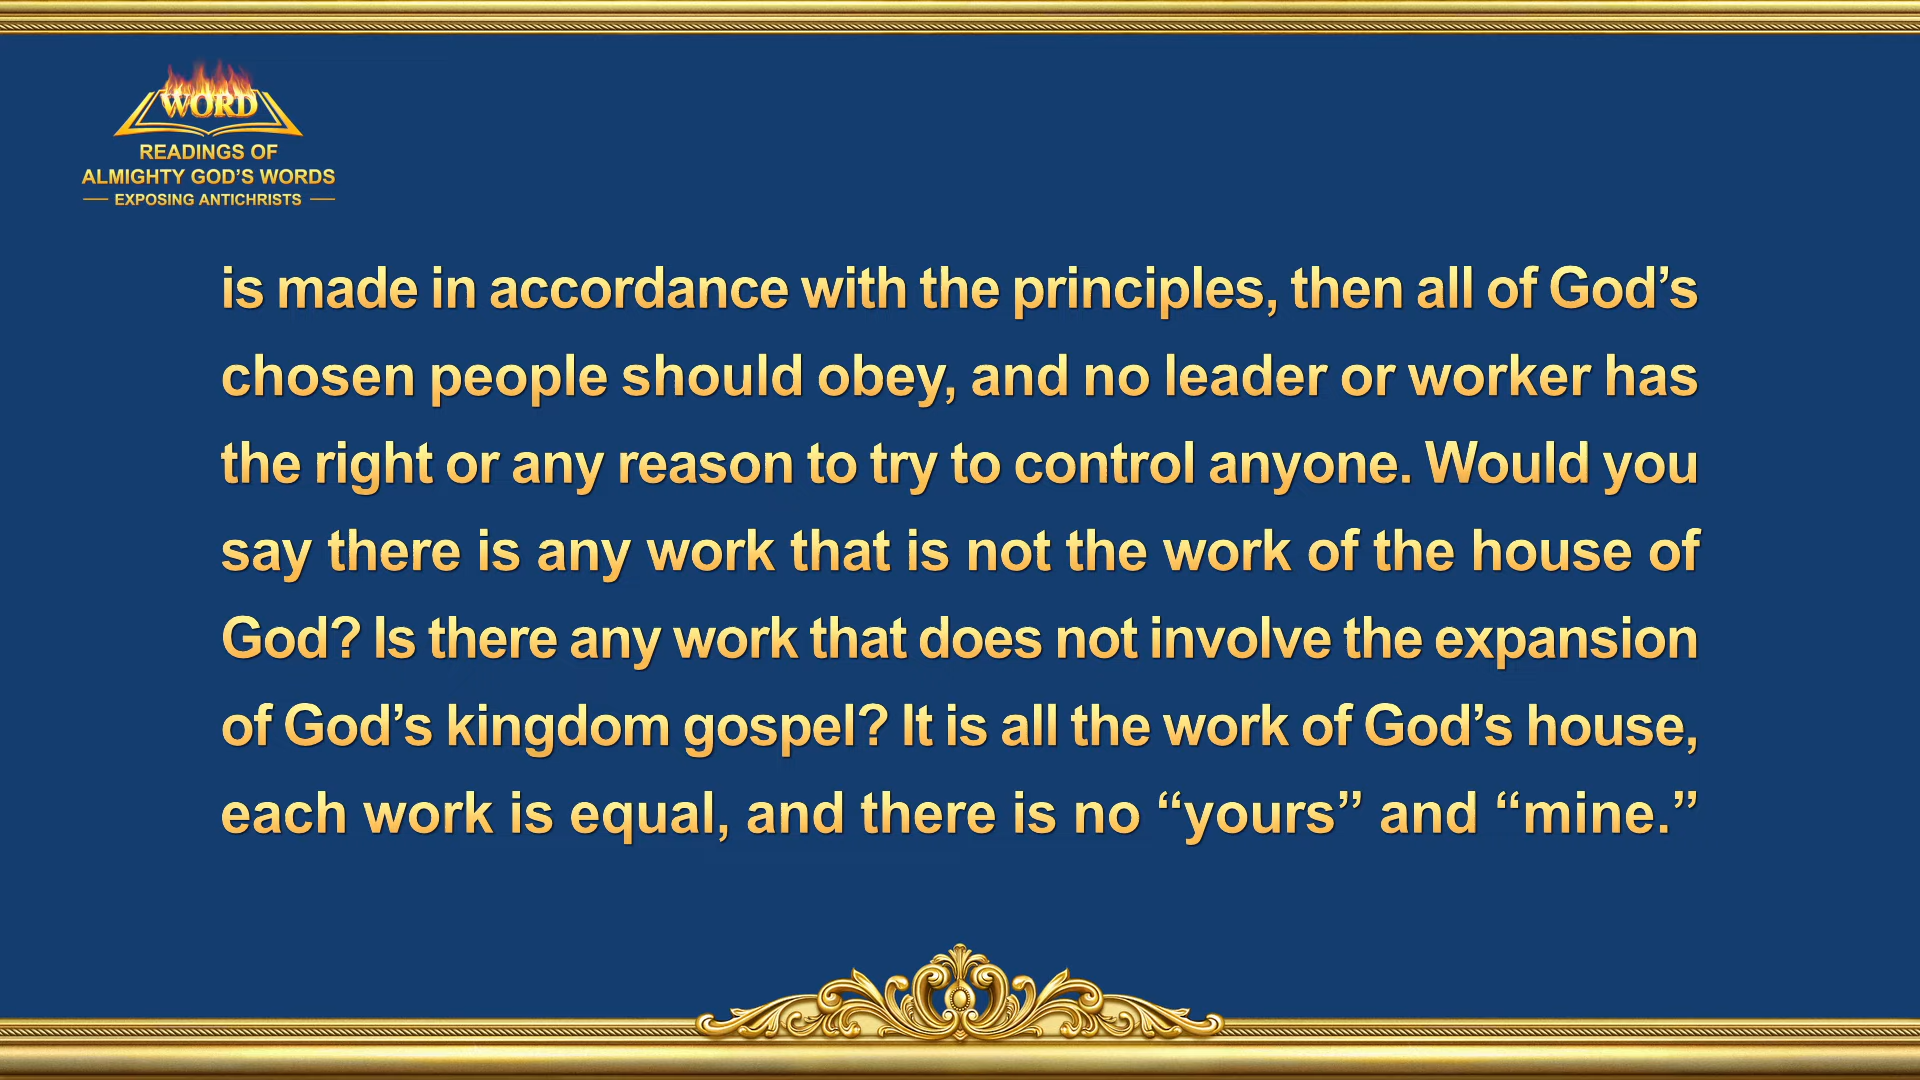 WORD
READINGS OF
ALMIGHTY GOD'S WORDS
EXPOSING ANTICHRISTS
is made in accordance with the principles, then all of God’s
chosen people should obey, and no leader or worker has
the right or any reason to try to control anyone. Would you
say there is any work that is not the work of the house of
God? Is there any work that does not involve the expansion
of God’s kingdom gospel? It is all the work of God’s house,
each work is equal, and there is no “yours” and “mine.”